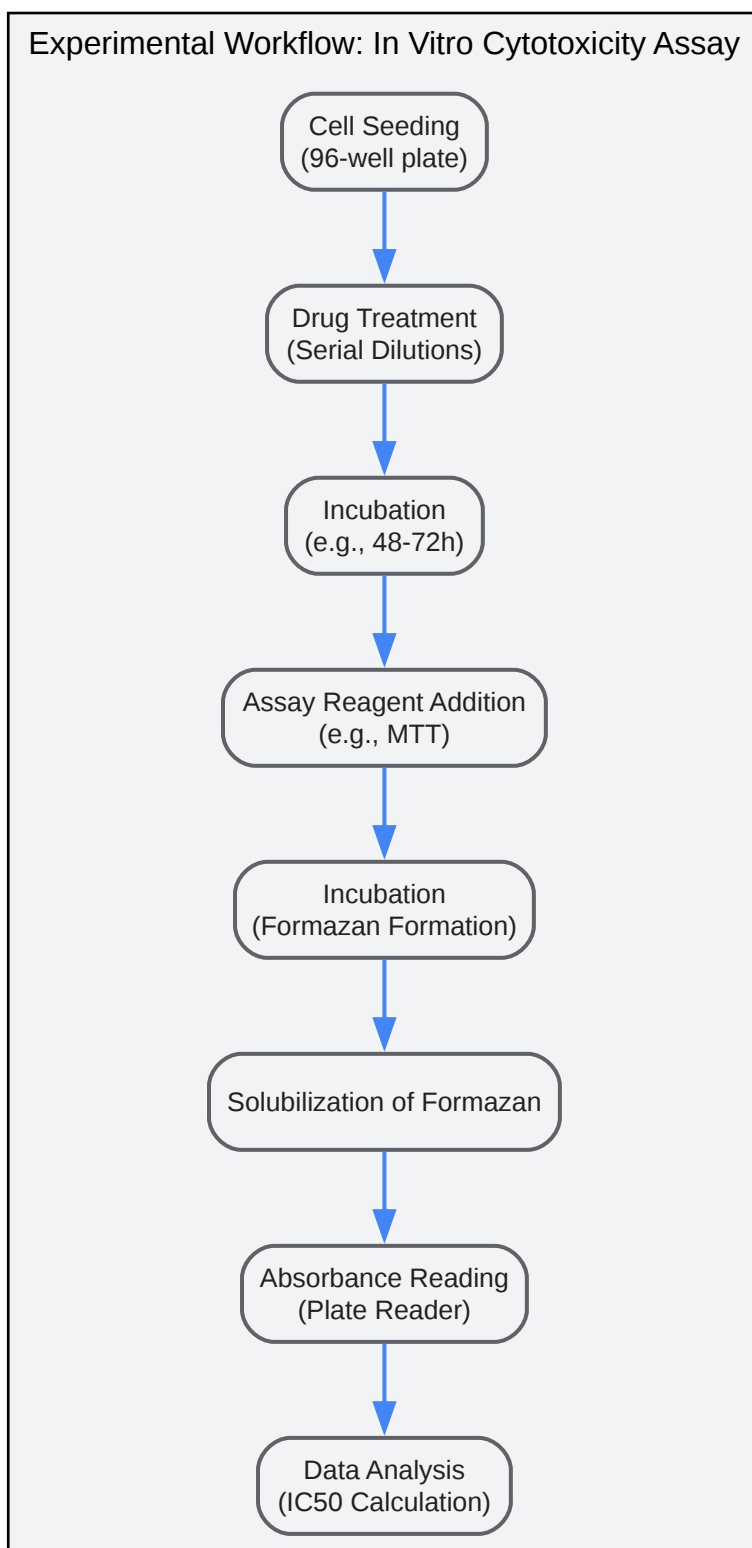 Experimental Workflow: In Vitro Cytotoxicity Assay
Cell Seeding
(96-well plate)
Drug Treatment
(Serial Dilutions)
Incubation
(e.g., 48-72h)
Assay Reagent Addition
(e.g., MTT)
Incubation
(Formazan Formation)
Solubilization of Formazan
Absorbance Reading
(Plate Reader)
Data Analysis
(IC50 Calculation)